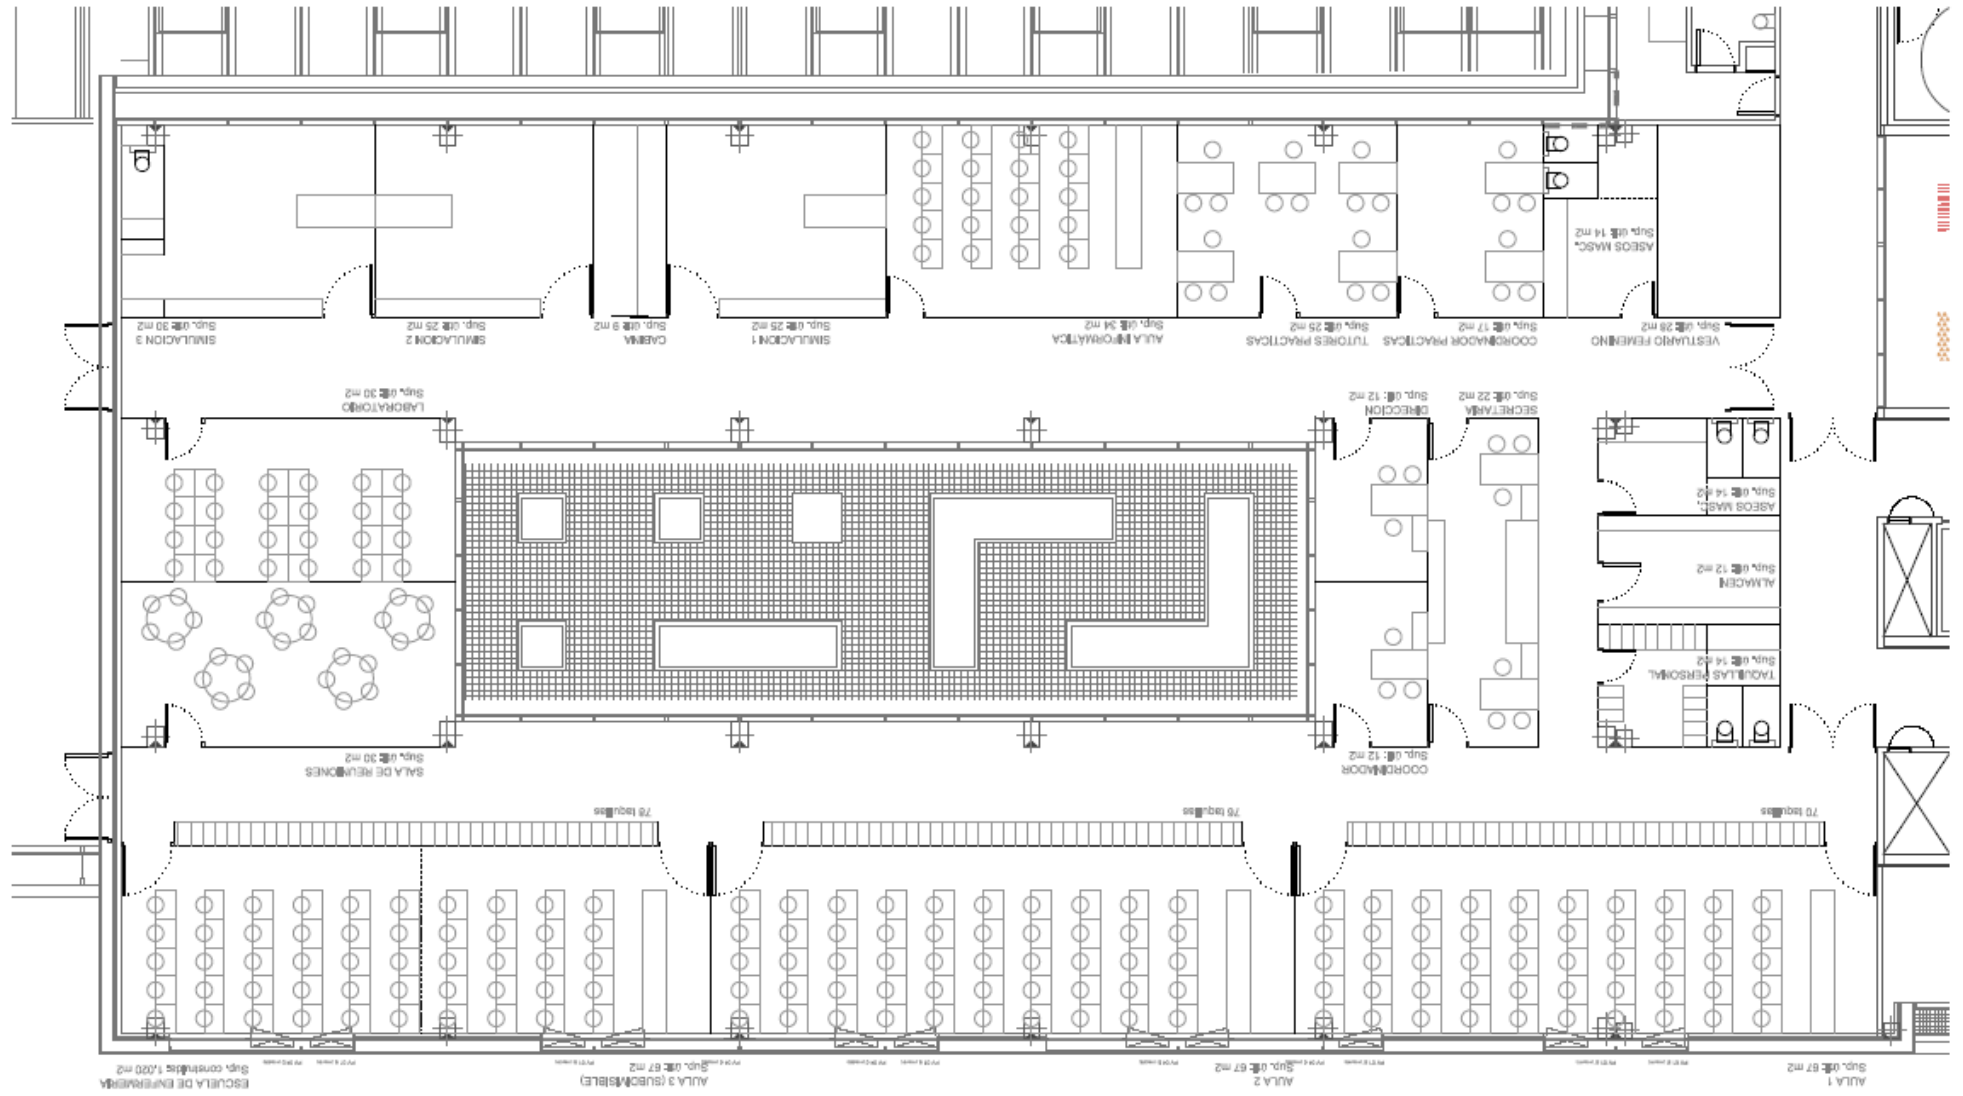 AULA 1
Sup. útil: 67 m2
AULA 2
Sup. útil: 67 m2
AULA 3 (SUBDIVISIBLE)
Sup. útil: 67 m2
ESCUELA DE ENFERMERIA
Sup. construida: 1.020 m2
70 taquillas
76 taquillas
78 taquillas
COORDINADOR
Sup. útil: 12 m2
SALA DE REUNIONES
Sup. útil: 30 m2
TAQUILLAS PERSONAL
Sup. útil: 14 m2
ALMACEN
Sup. útil: 12 m2
ASEOS MASC.
Sup. útil: 14 m2
SECRETARIA
Sup. útil: 22 m2
DIRECCION
Sup. útil: 12 m2
LABORATORIO
Sup. útil: 30 m2
VESTUARIO FEMENINO
Sup. útil: 28 m2
COORDINADOR PRACTICAS
Sup. útil: 17 m2
TUTORES PRACTICAS
Sup. útil: 25 m2
AULA INFORMÁTICA
Sup. útil: 34 m2
SIMULACION 1
Sup. útil: 25 m2
CABINA
Sup. útil: 9 m2
SIMULACION 2
Sup. útil: 25 m2
SIMULACION 3
Sup. útil: 30 m2
ASEOS MASC.
Sup. útil: 14 m2